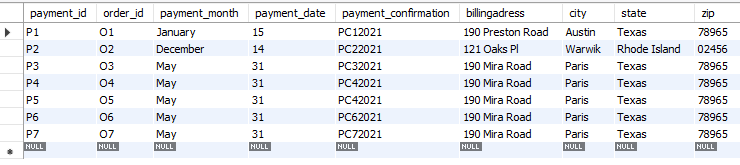 payment_id order_id payment_month payment_date payment_confirmation billingadress city state zip
P1 O1 January 15 PC12021 190 Preston Road Austin Texas 78965
P2 O2 December 14 PC22021 121 Oaks Pl Warwik Rhode Island 02456
P3 O3 May 31 PC32021 190 Mira Road Paris Texas 78965
P4 O4 May 31 PC42021 190 Mira Road Paris Texas 78965
P5 O5 May 31 PC42021 190 Mira Road Paris Texas 78965
P6 O6 May 31 PC62021 190 Mira Road Paris Texas 78965
P7 O7 May 31 PC72021 190 Mira Road Paris Texas 78965
NULL NULL NULL NULL NULL NULL NULL NULL NULL